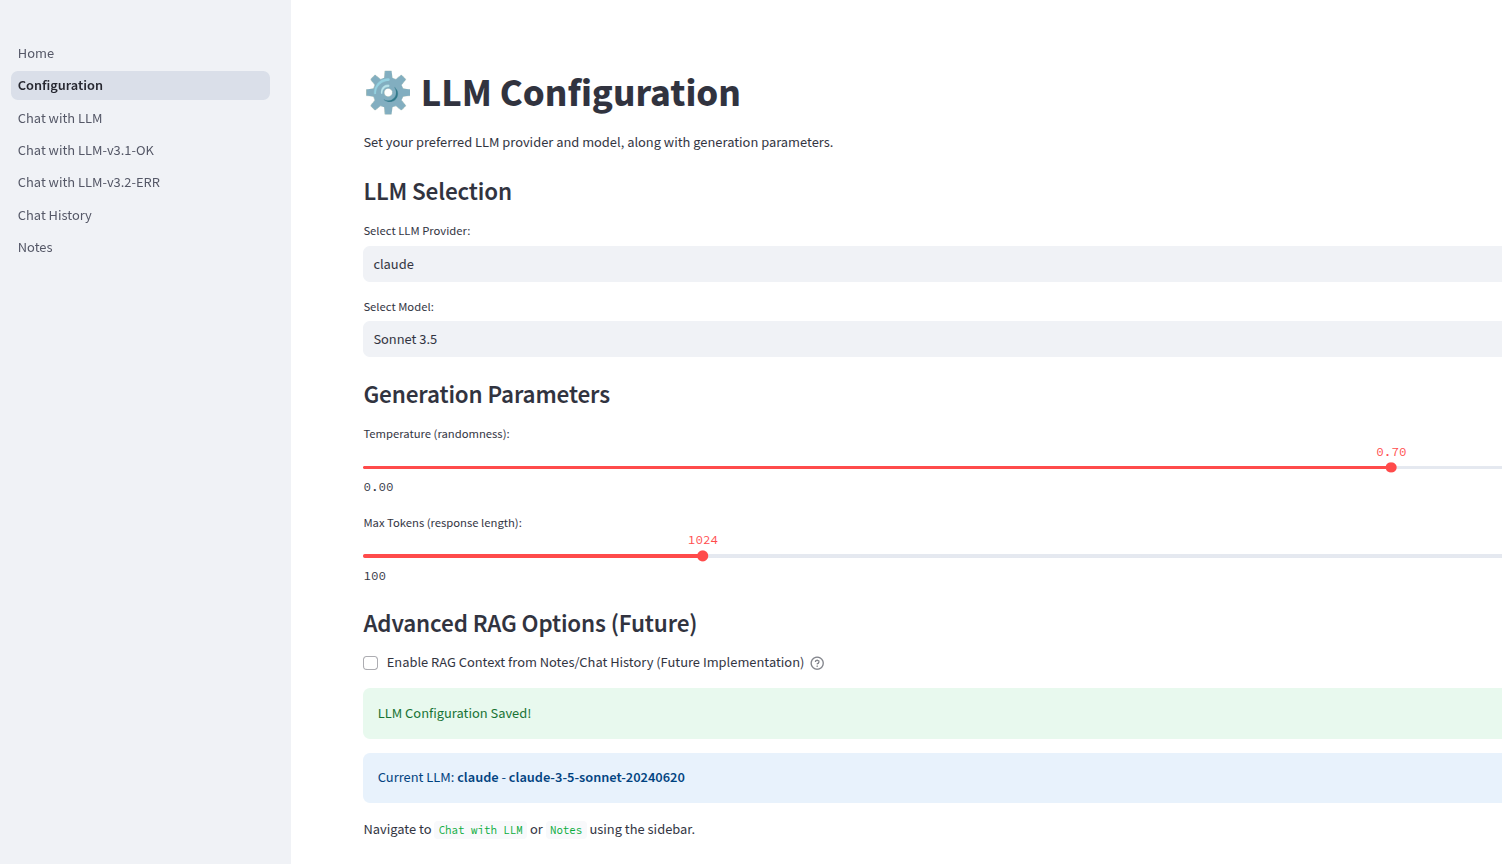 Home
Configuration
Chat with LLM
Chat with LLM-v3.1-OK
Chat with LLM-v3.2-ERR
Chat History
Notes
LLM Configuration
Set your preferred LLM provider and model, along with generation parameters.
LLM Selection
Select LLM Provider:
claude
Select Model:
Sonnet 3.5
Generation Parameters
Temperature (randomness):
0.70
0.00
Max Tokens (response length):
1024
100
Advanced RAG Options (Future)
Enable RAG Context from Notes/Chat History (Future Implementation) ?
LLM Configuration Saved!
Current LLM: claude - claude-3-5-sonnet-20240620
Navigate to Chat with LLM or Notes using the sidebar.